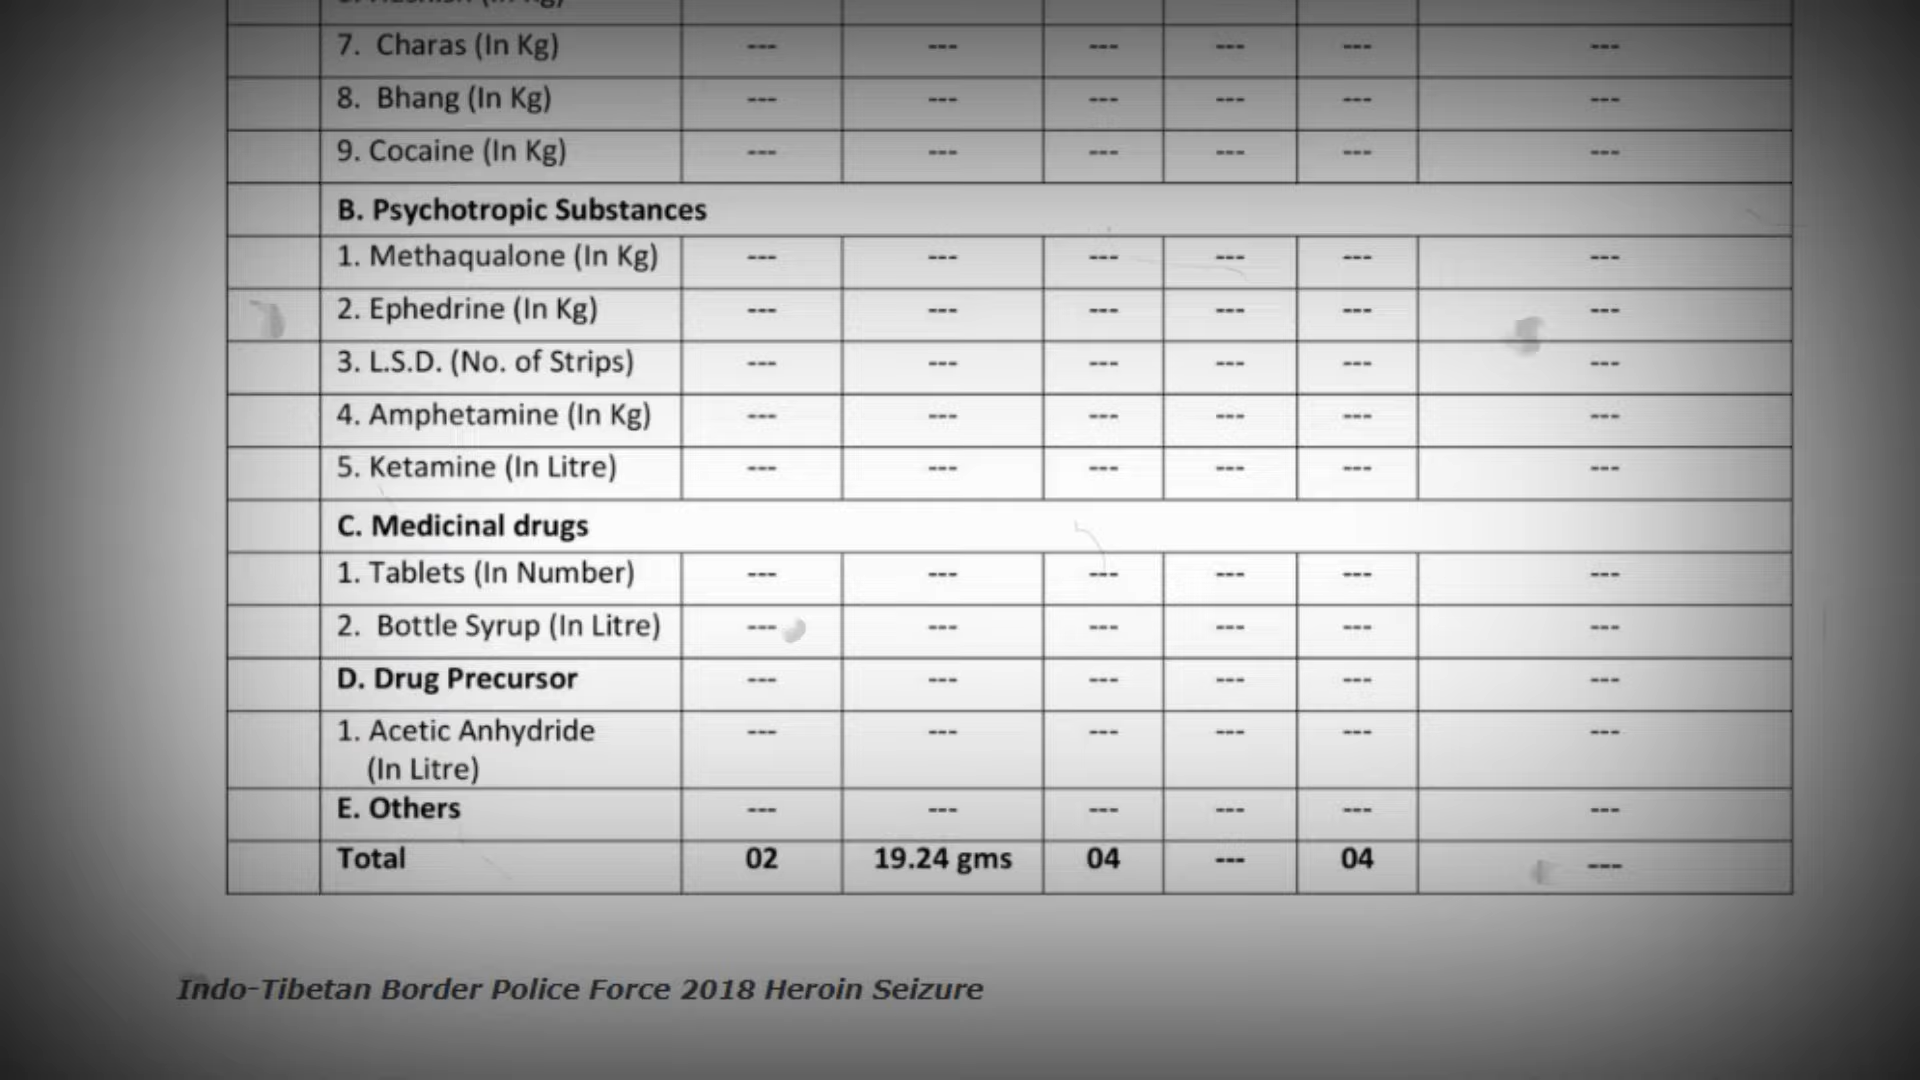 7. Charas (In Kg) --- --- --- --- --- ---
8. Bhang (In Kg) --- --- --- --- --- ---
9. Cocaine (In Kg) --- --- --- --- --- ---
B. Psychotropic Substances
1. Methaqualone (In Kg) --- --- --- --- --- ---
2. Ephedrine (In Kg) --- --- --- --- --- ---
3. L.S.D. (No. of Strips) --- --- --- --- --- ---
4. Amphetamine (In Kg) --- --- --- --- --- ---
5. Ketamine (In Litre) --- --- --- --- --- ---
C. Medicinal drugs
1. Tablets (In Number) --- --- --- --- --- ---
2. Bottle Syrup (In Litre) --- --- --- --- --- ---
D. Drug Precursor --- --- --- --- --- ---
1. Acetic Anhydride --- --- --- --- --- ---
(In Litre)
E. Others --- --- --- --- --- ---
Total 02 19.24 gms 04 --- 04 ---
Indo-Tibetan Border Police Force 2018 Heroin Seizure